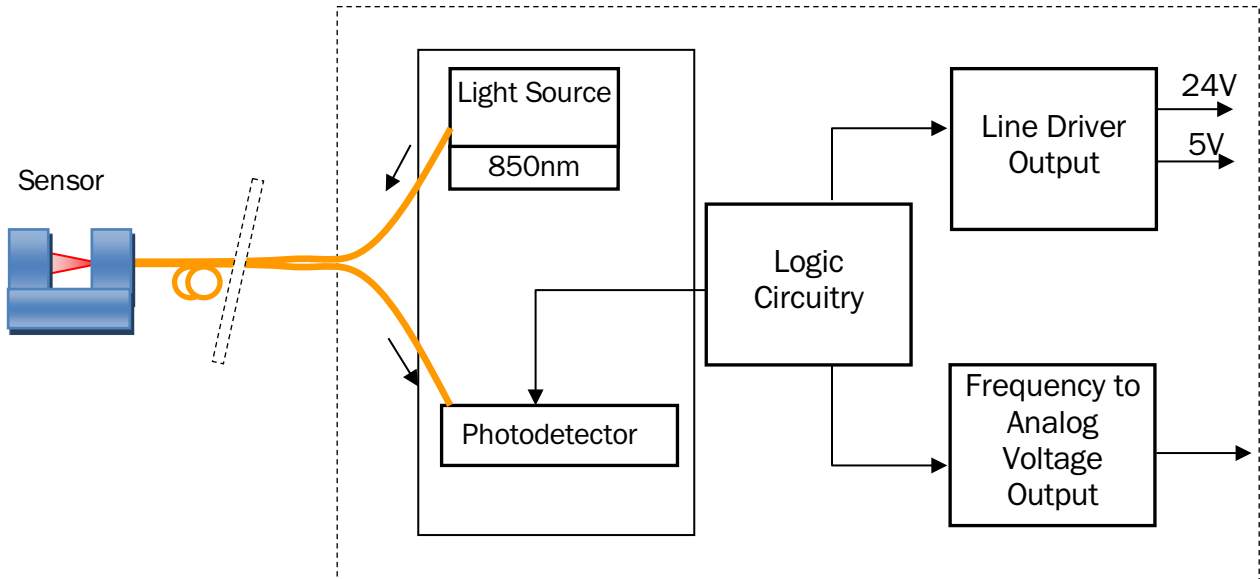 Sensor
Light Source
850nm
Photodetector
Logic
Circuitry
Line Driver
Output
24V
5V
Frequency to
Analog
Voltage
Output